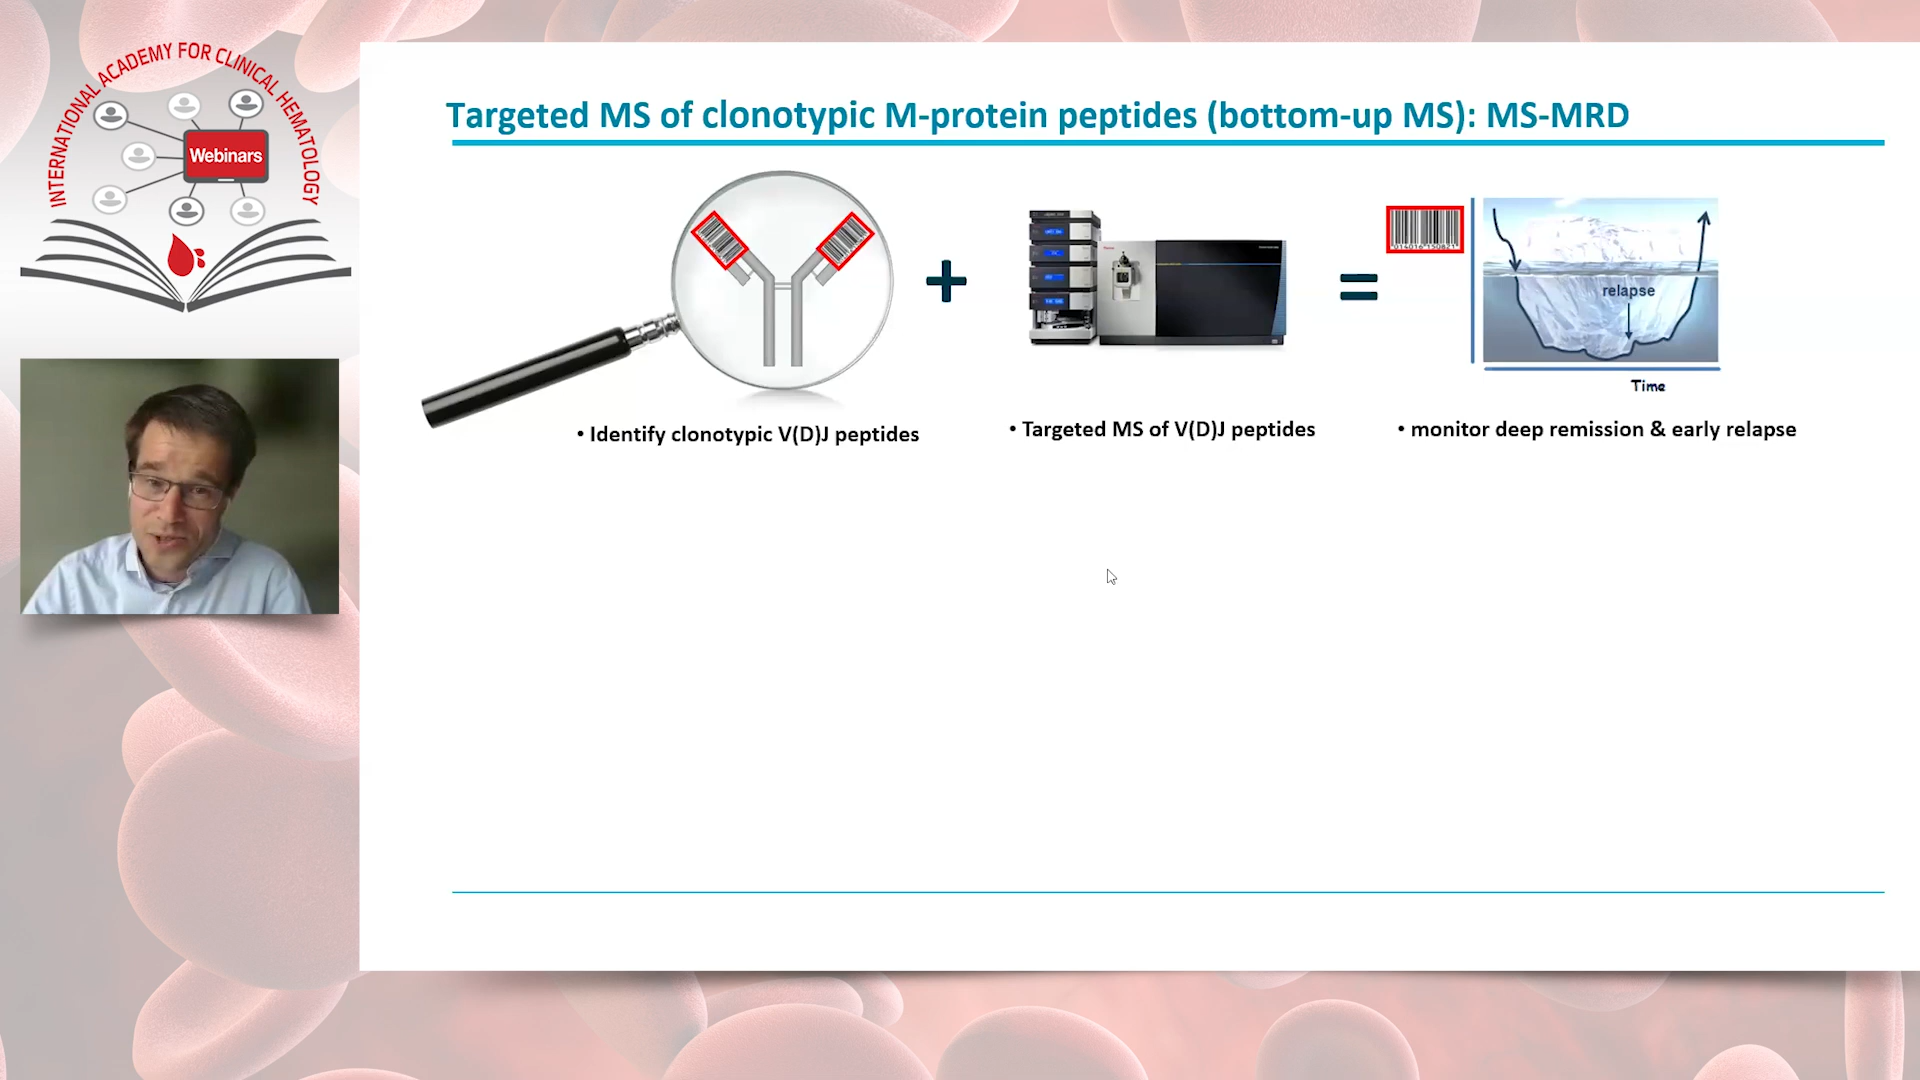 INTERNATIONAL ACADEMY FOR CLINICAL HEMATOLOGY
Webinars
Targeted MS of clonotypic M-protein peptides (bottom-up MS): MS-MRD
relapse
Time
• Identify clonotypic V(D)J peptides
• Targeted MS of V(D)J peptides
• monitor deep remission & early relapse